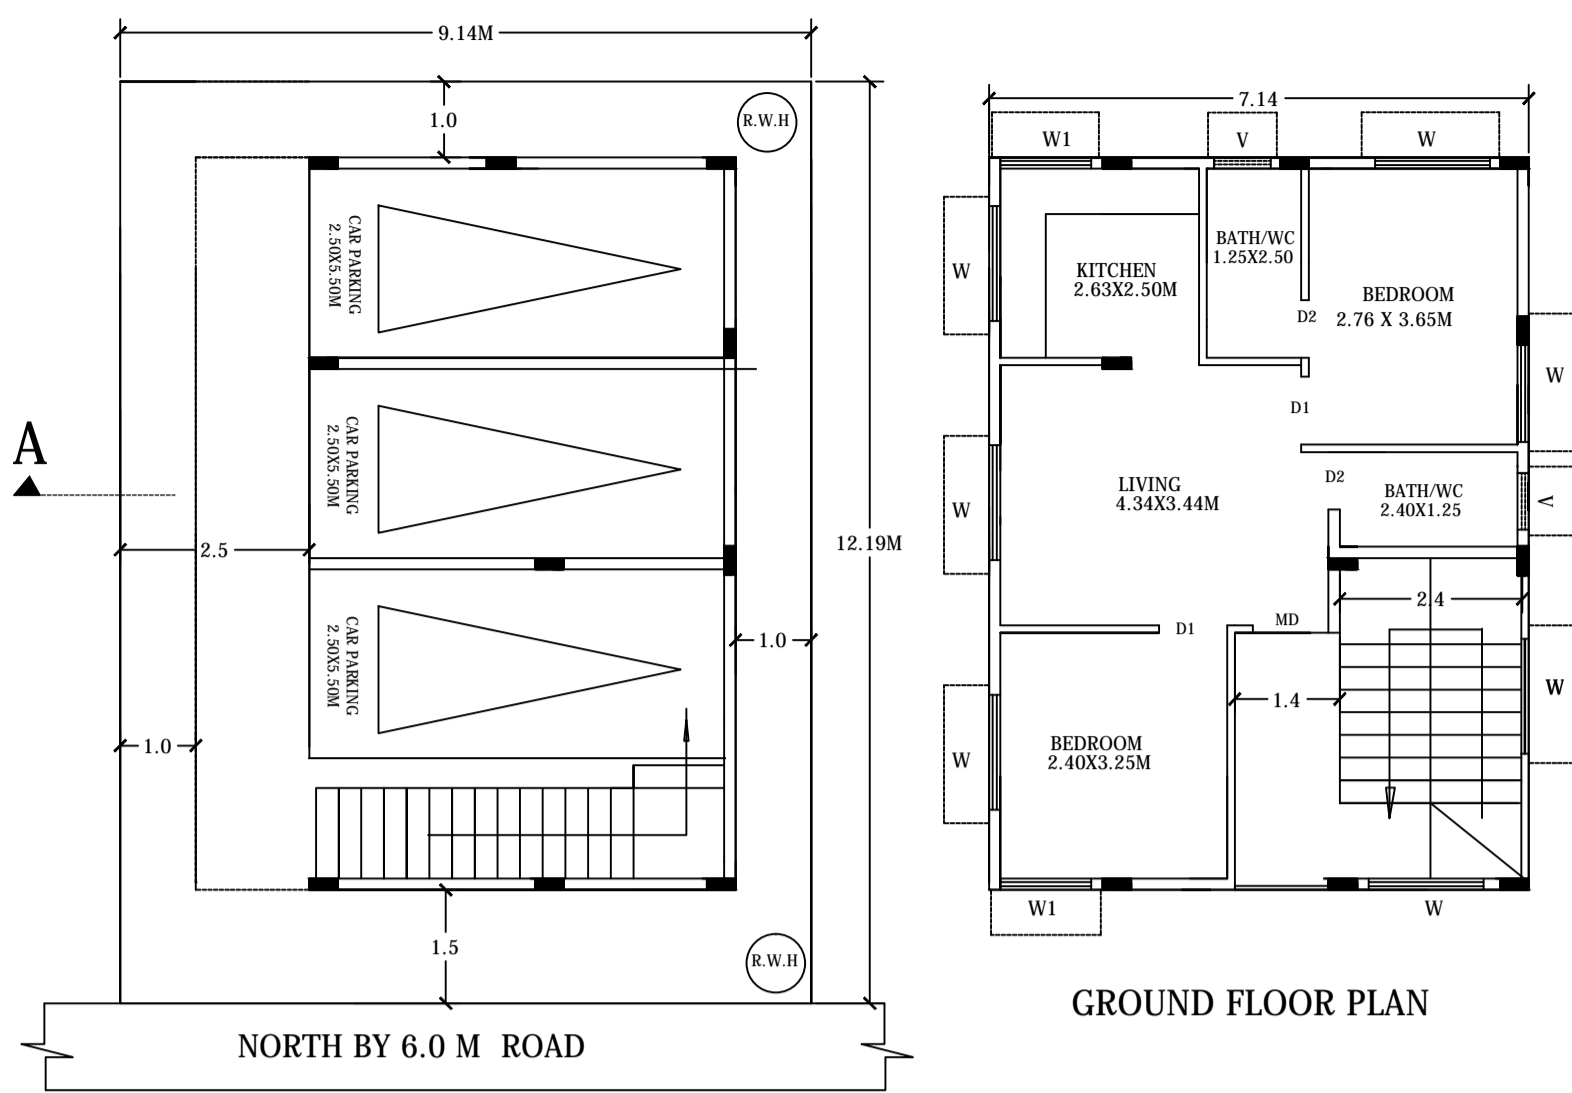 9.14M
1.0
R.W.H
CAR PARKING
2.50X5.50M
CAR PARKING
2.50X5.50M
CAR PARKING
2.50X5.50M
A
2.5
12.19M
1.0
1.0
1.5
R.W.H
NORTH BY 6.0 M ROAD
7.14
W1
V
W
W
KITCHEN
2.63X2.50M
BATH/WC
1.25X2.50
BEDROOM
2.76 X 3.65M
D2
W
D1
W
LIVING
4.34X3.44M
D2
BATH/WC
2.40X1.25
V
2.4
D1
MD
W
1.4
W
BEDROOM
2.40X3.25M
W1
W
GROUND FLOOR PLAN